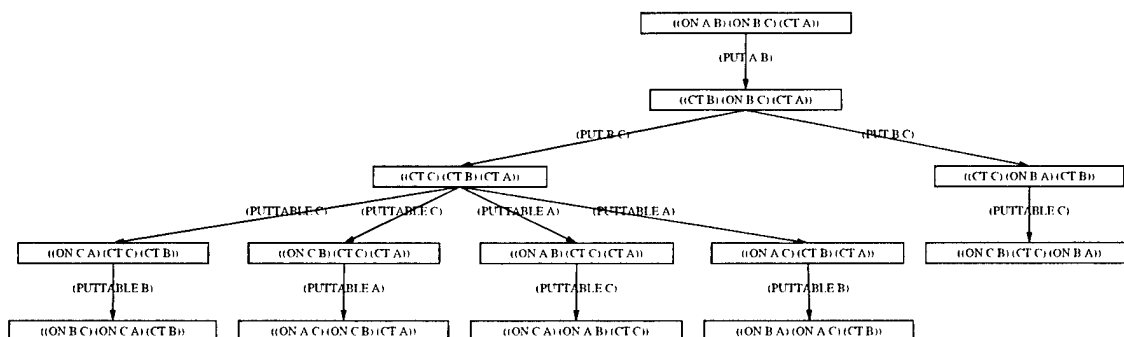 ((ON A B) (ON B C) (CT A))
(PUT A B)
((CT B) (ON B C) (CT A))
(PUT B C) (PUT B C)
((CT C) (CT B) (CT A)) ((CT C) (ON B A) (CT B))
(PUTTABLE C) (PUTTABLE C) (PUTTABLE A) (PUTTABLE A) (PUTTABLE C)
((ON C A) (CT C) (CT B)) ((ON C B) (CT C) (CT A)) ((ON A B) (CT C) (CT A)) ((ON A C) (CT B) (CT A)) ((ON C B) (CT C) (ON B A))
(PUTTABLE B) (PUTTABLE A) (PUTTABLE C) (PUTTABLE B)
((ON B C) (ON C A) (CT B)) ((ON A C) (ON C B) (CT A)) ((ON C A) (ON A B) (CT C)) ((ON B A) (ON A C) (CT B))